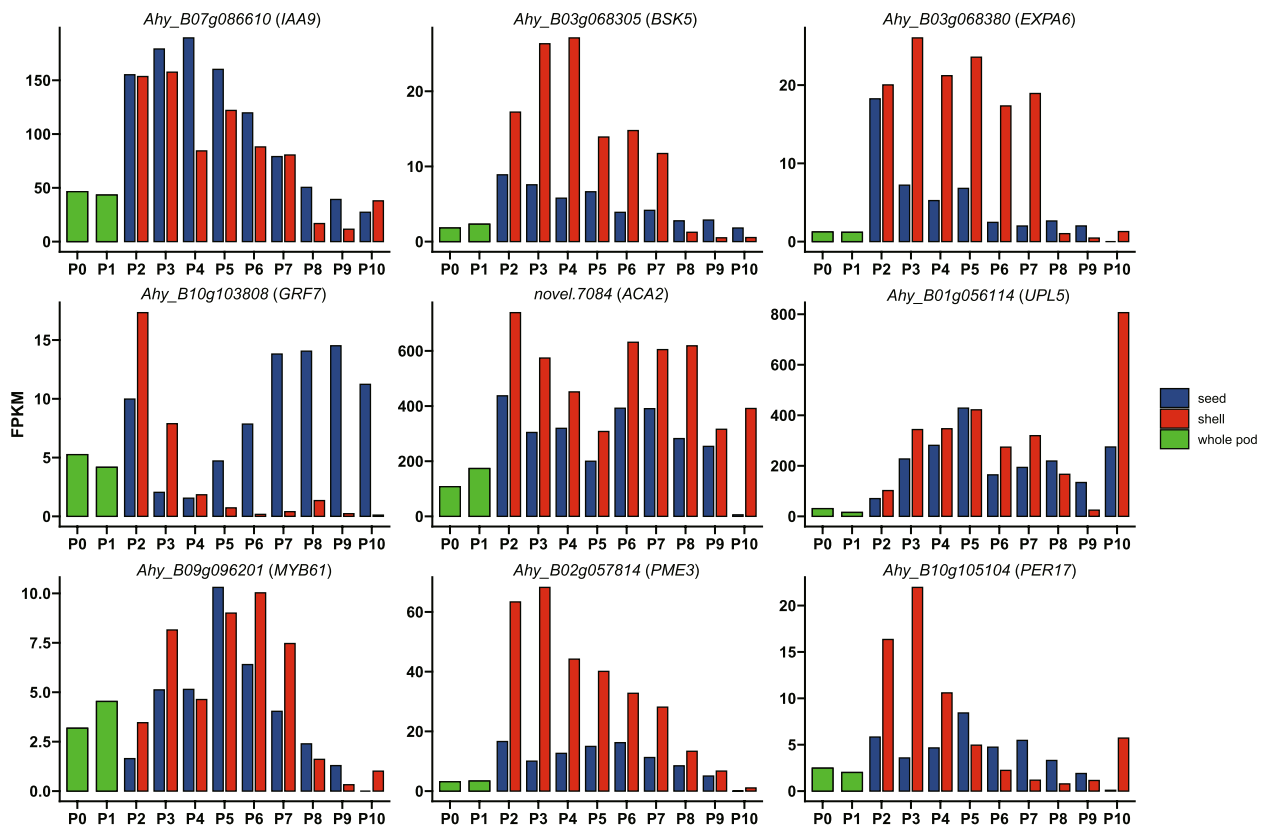 Ahy_B07g086610 (IAA9)
Ahy_B03g068305 (BSK5)
Ahy_B03g068380 (EXPA6)
150
100
50
0
20
10
0
20
10
0
P0 P1 P2 P3 P4 P5 P6 P7 P8 P9 P10
P0 P1 P2 P3 P4 P5 P6 P7 P8 P9 P10
P0 P1 P2 P3 P4 P5 P6 P7 P8 P9 P10
Ahy_B10g103808 (GRF7)
novel.7084 (ACA2)
Ahy_B01g056114 (UPL5)
FPKM
15
10
5
0
600
400
200
0
800
600
400
200
0
P0 P1 P2 P3 P4 P5 P6 P7 P8 P9 P10
P0 P1 P2 P3 P4 P5 P6 P7 P8 P9 P10
P0 P1 P2 P3 P4 P5 P6 P7 P8 P9 P10
seed
shell
whole pod
Ahy_B09g096201 (MYB61)
Ahy_B02g057814 (PME3)
Ahy_B10g105104 (PER17)
10.0
7.5
5.0
2.5
0.0
60
40
20
0
20
15
10
5
0
P0 P1 P2 P3 P4 P5 P6 P7 P8 P9 P10
P0 P1 P2 P3 P4 P5 P6 P7 P8 P9 P10
P0 P1 P2 P3 P4 P5 P6 P7 P8 P9 P10